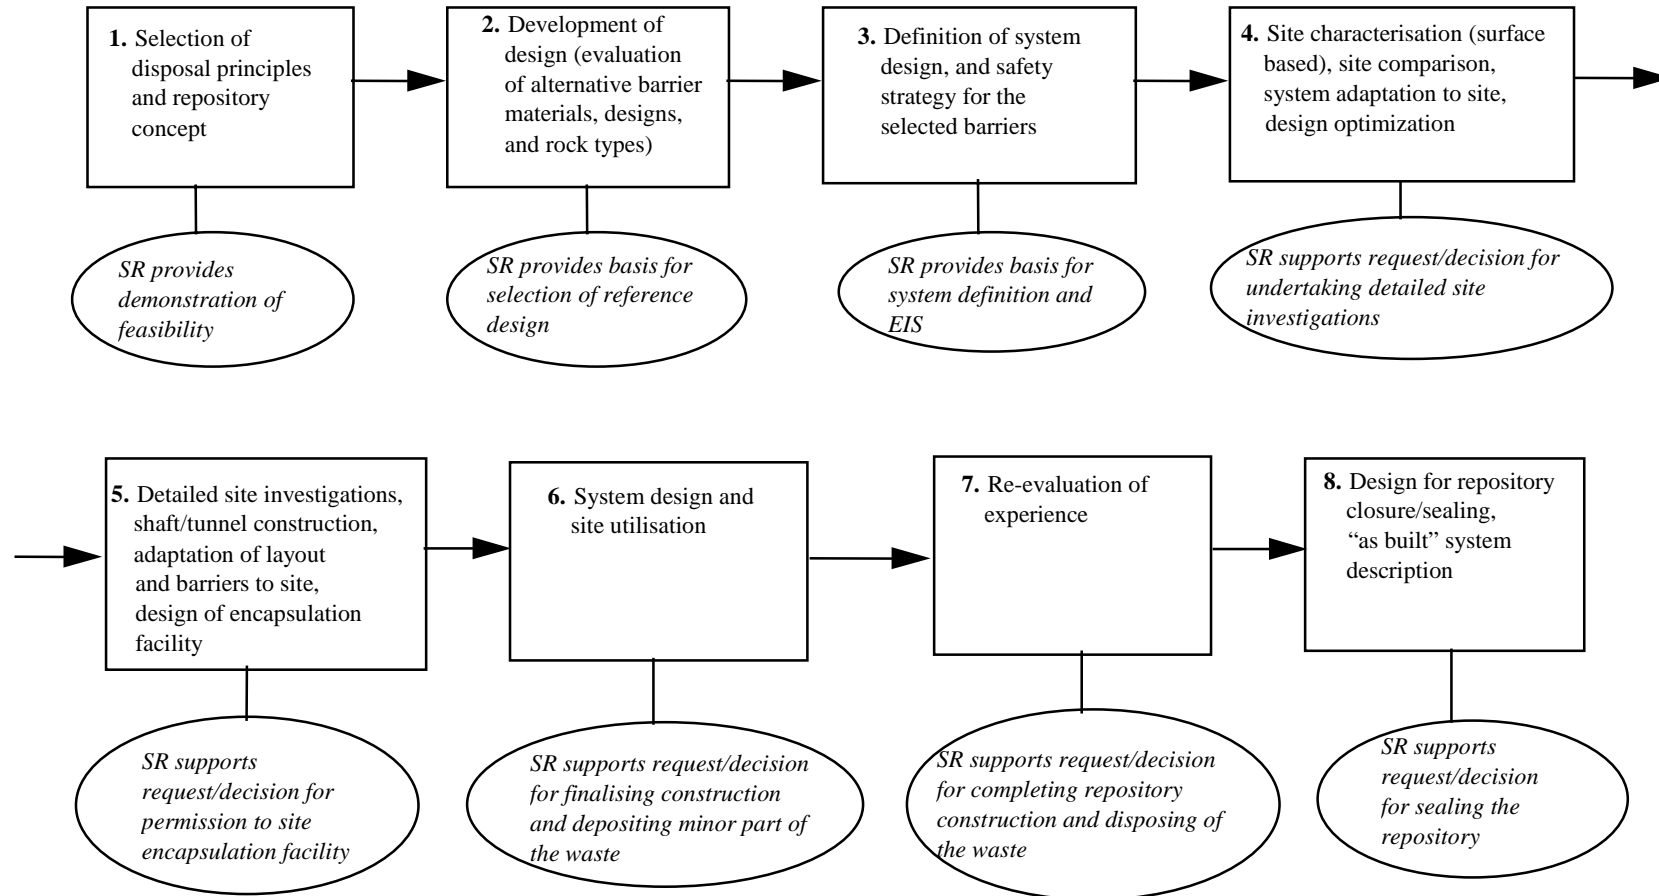 1. Selection of
disposal principles
and repository
concept
2. Development of
design (evaluation
of alternative barrier
materials, designs,
and rock types)
3. Definition of system
design, and safety
strategy for the
selected barriers
4. Site characterisation (surface
based), site comparison,
system adaptation to site,
design optimization
SR provides
demonstration of
feasibility
SR provides basis for
selection of reference
design
SR provides basis for
system definition and
EIS
SR supports request/decision for
undertaking detailed site
investigations
5. Detailed site investigations,
shaft/tunnel construction,
adaptation of layout
and barriers to site,
design of encapsulation
facility
6. System design and
site utilisation
7. Re-evaluation of
experience
8. Design for repository
closure/sealing,
“as built” system
description
SR supports
request/decision for
permission to site
encapsulation facility
SR supports request/decision
for finalising construction
and depositing minor part of
the waste
SR supports request/decision
for completing repository
construction and disposing of
the waste
SR supports
request/decision
for sealing the
repository